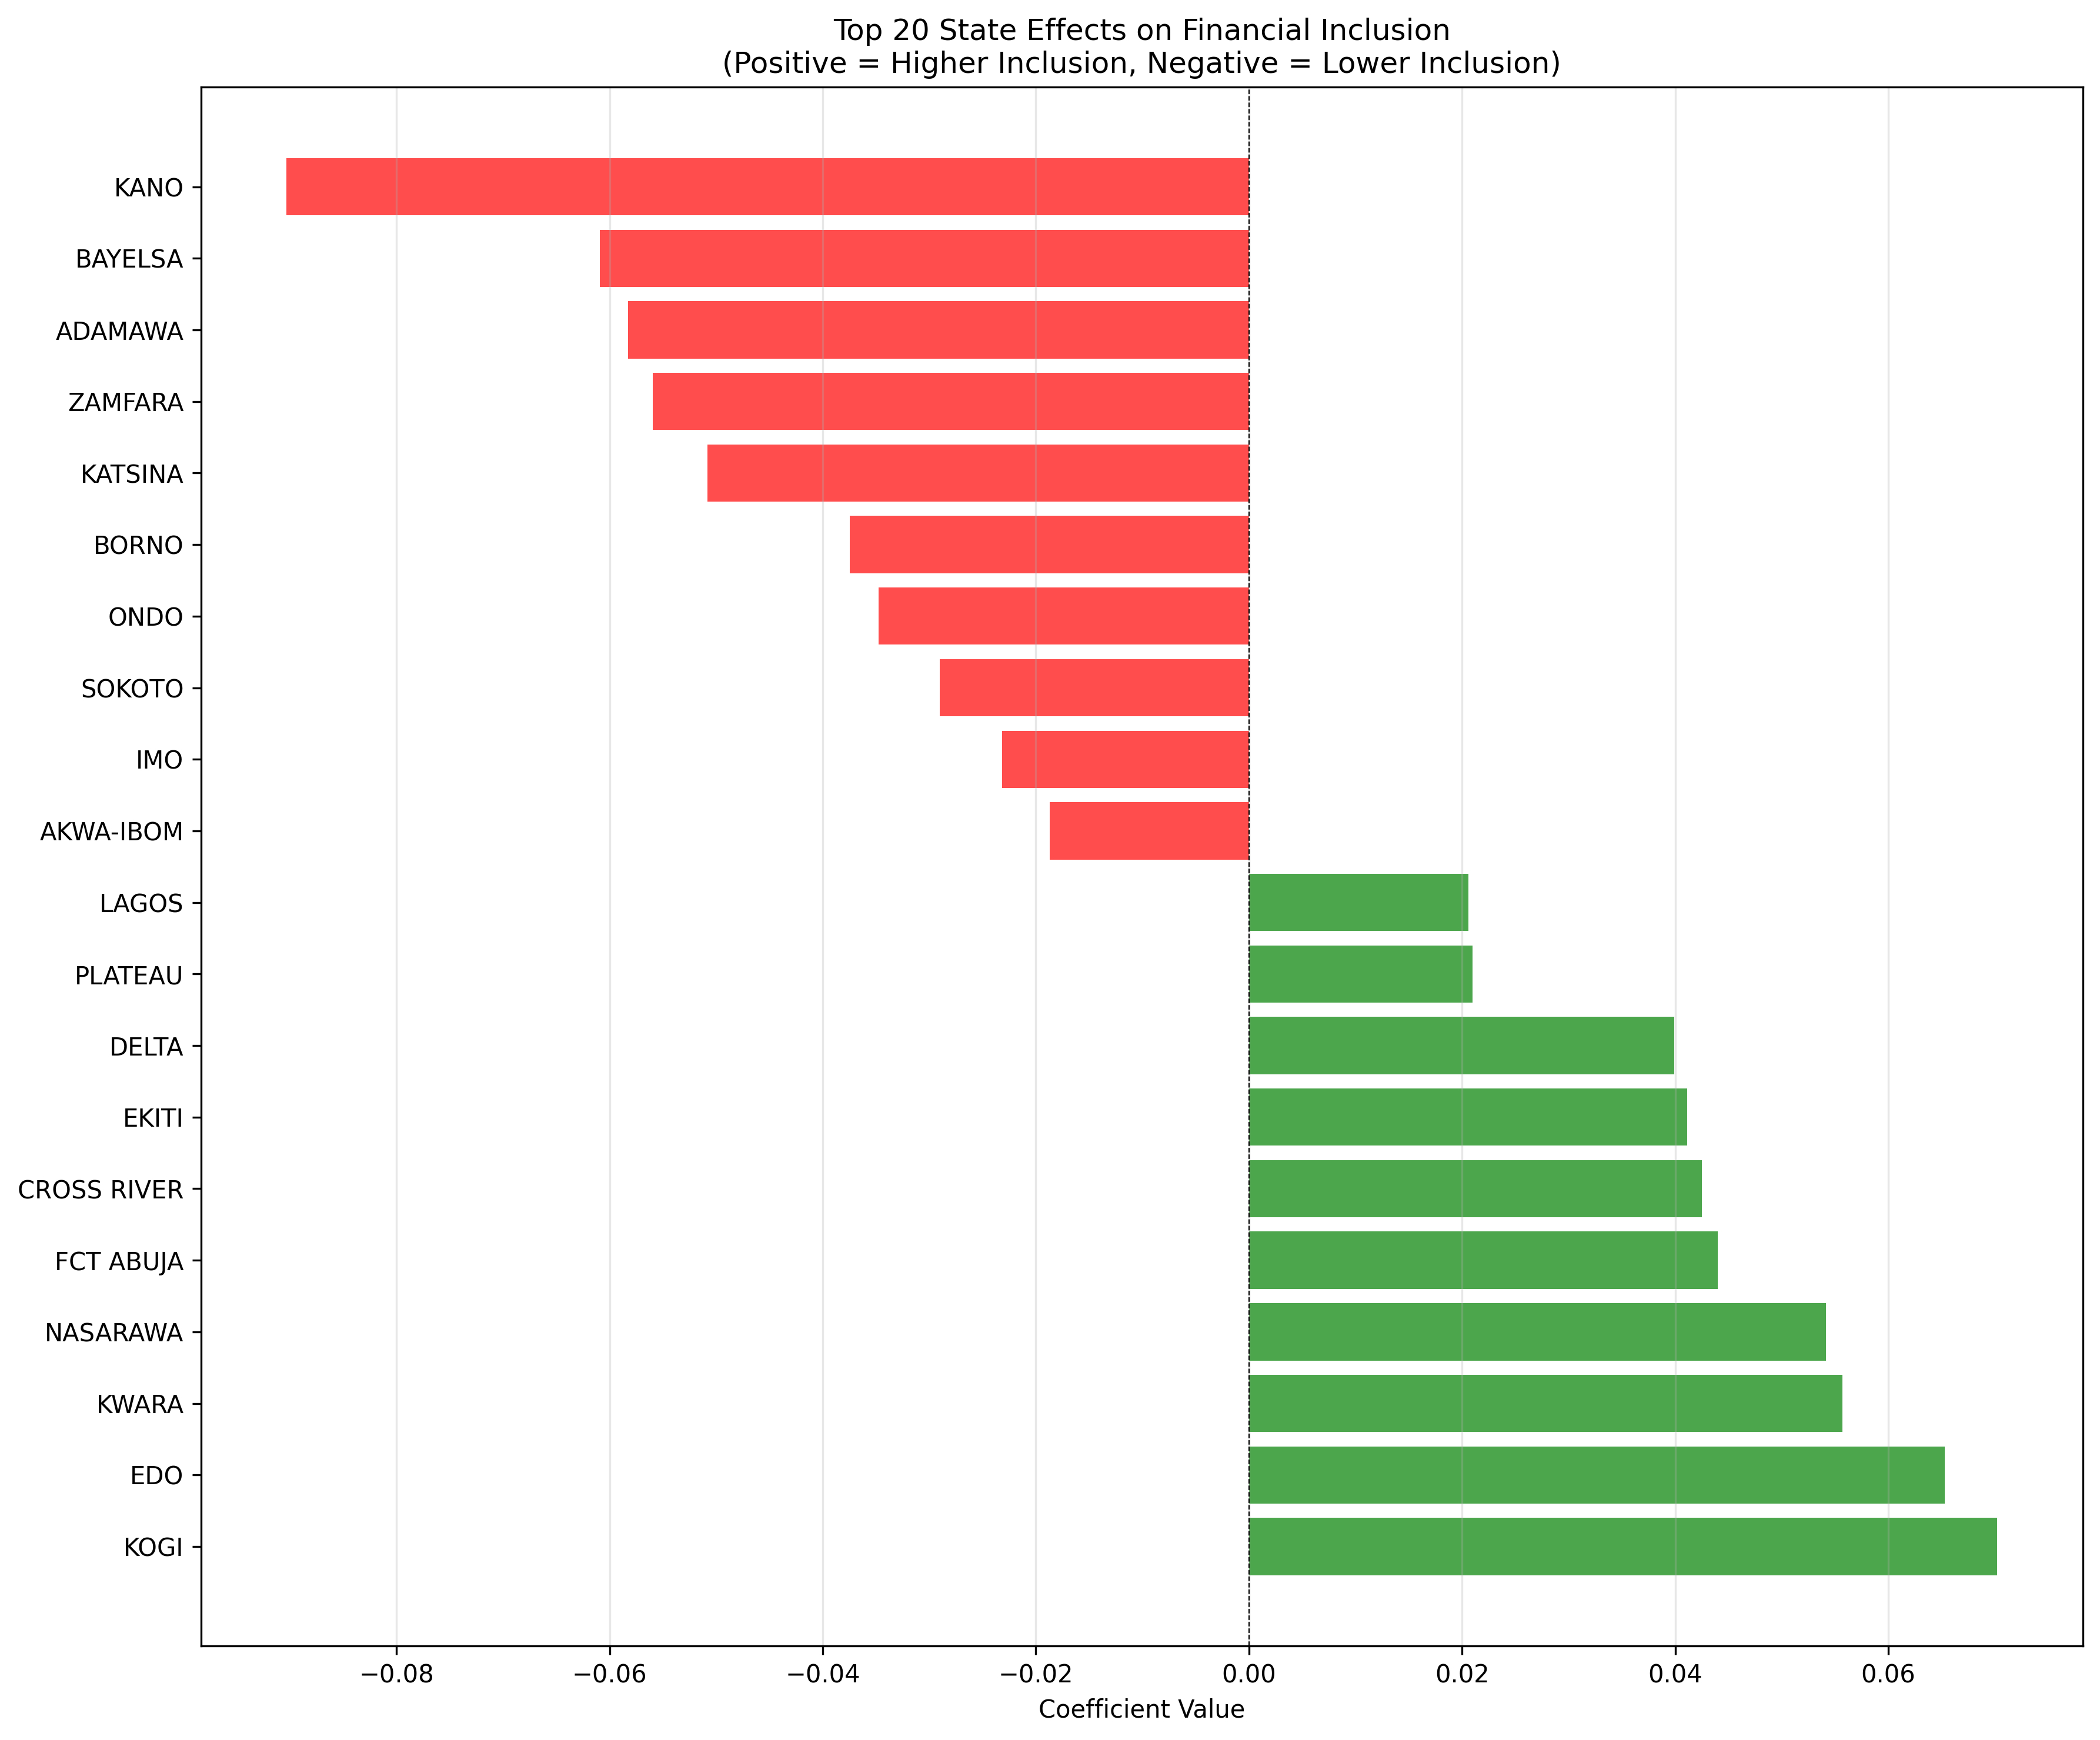 Top 20 State Effects on Financial Inclusion
(Positive = Higher Inclusion, Negative = Lower Inclusion)
KANO
BAYELSA
ADAMAWA
ZAMFARA
KATSINA
BORNO
ONDO
SOKOTO
IMO
AKWA-IBOM
LAGOS
PLATEAU
DELTA
EKITI
CROSS RIVER
FCT ABUJA
NASARAWA
KWARA
EDO
KOGI
−0.08 −0.06 −0.04 −0.02 0.00 0.02 0.04 0.06
Coefficient Value